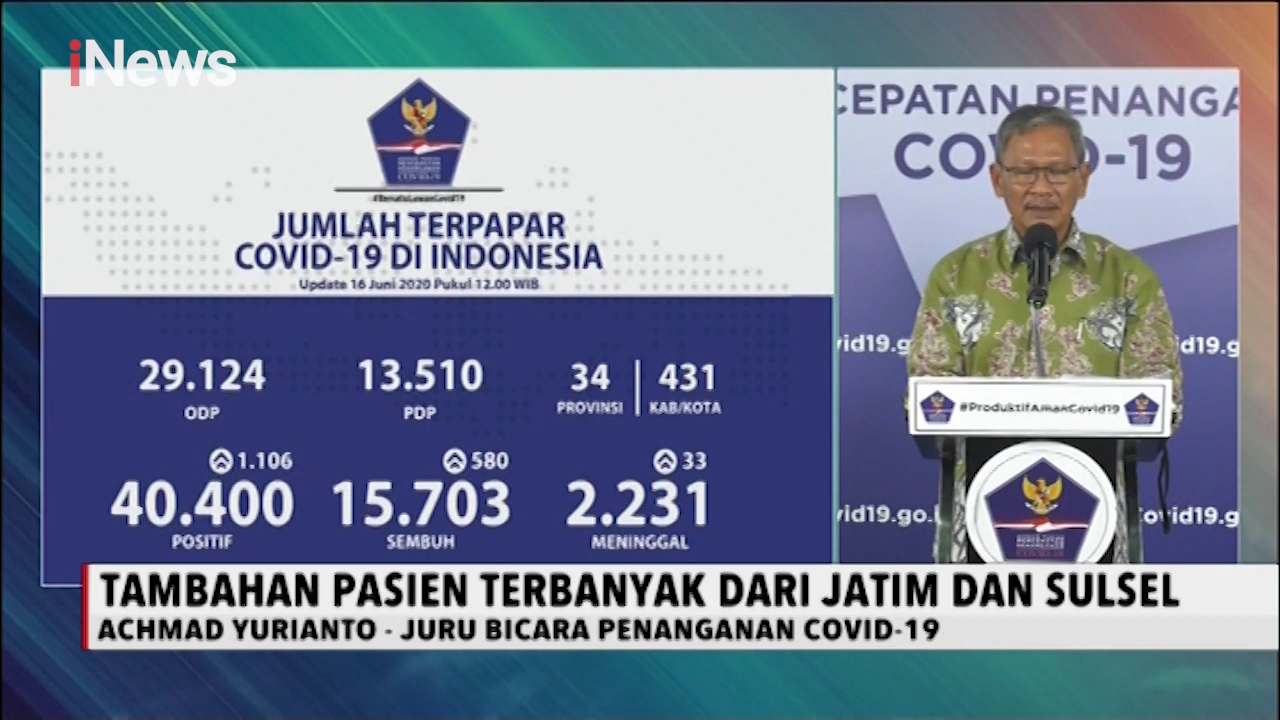 iNews
#BersatuLawanCovid19
JUMLAH TERPAPAR
COVID-19 DI INDONESIA
Update 16 Juni 2020 Pukul 12.00 WIB
29.124
ODP
13.510
PDP
34
PROVINSI
431
KAB/KOTA
1.106
40.400
POSITIF
580
15.703
SEMBUH
33
2.231
MENINGGAL
CEPATAN PENANGA
CO D-19
vid19.g
vid19.g
#ProduktifAmanCovid19
vid19.go.
ovid19.g
TAMBAHAN PASIEN TERBANYAK DARI JATIM DAN SULSEL
ACHMAD YURIANTO - JURU BICARA PENANGANAN COVID-19